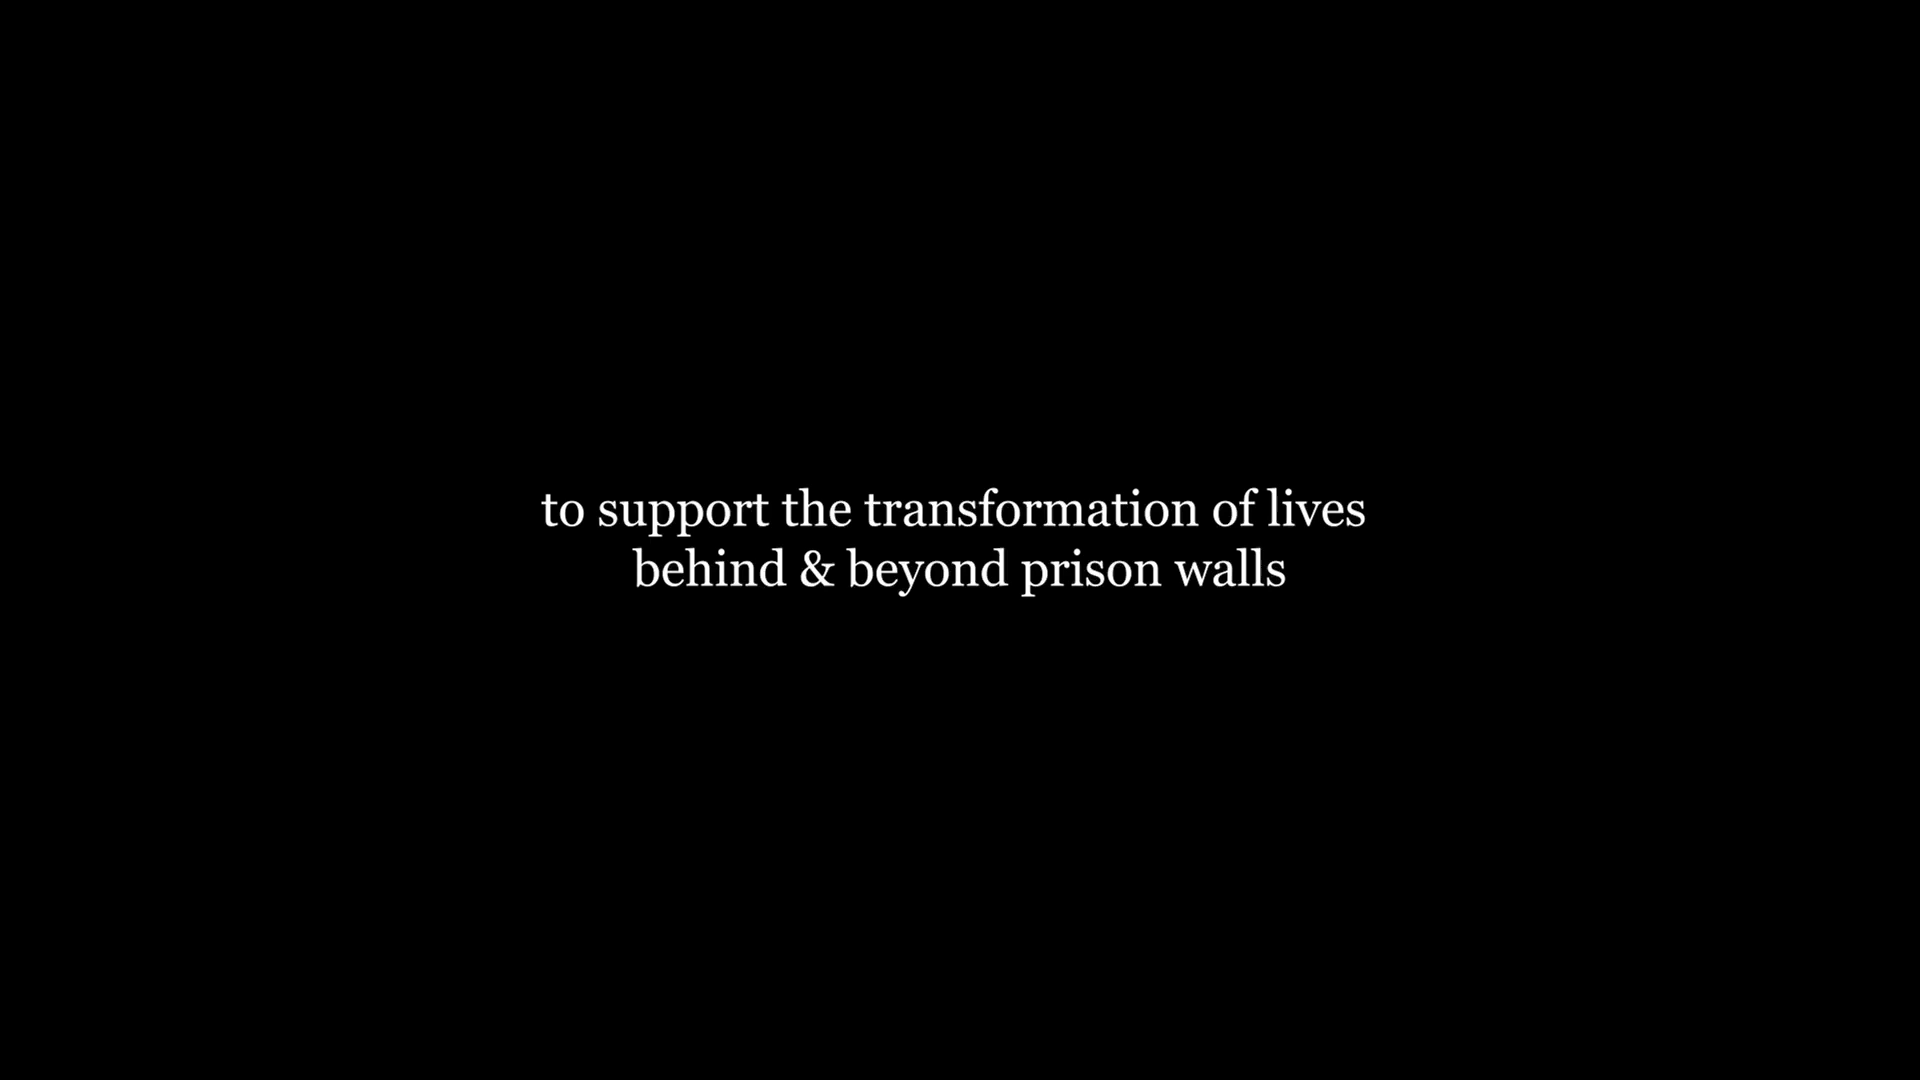 to support the transformation of lives
behind & beyond prison walls